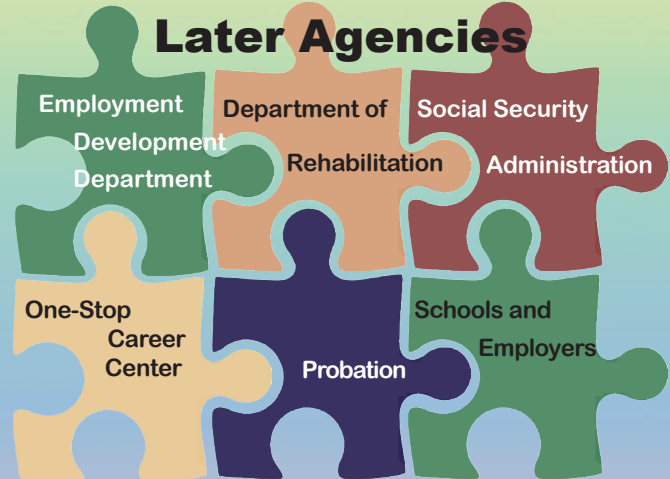 Later Agencies
Employment
Development
Department
Department of
Rehabilitation
Social Security
Administration
One-Stop
Career
Center
Probation
Schools and
Employers